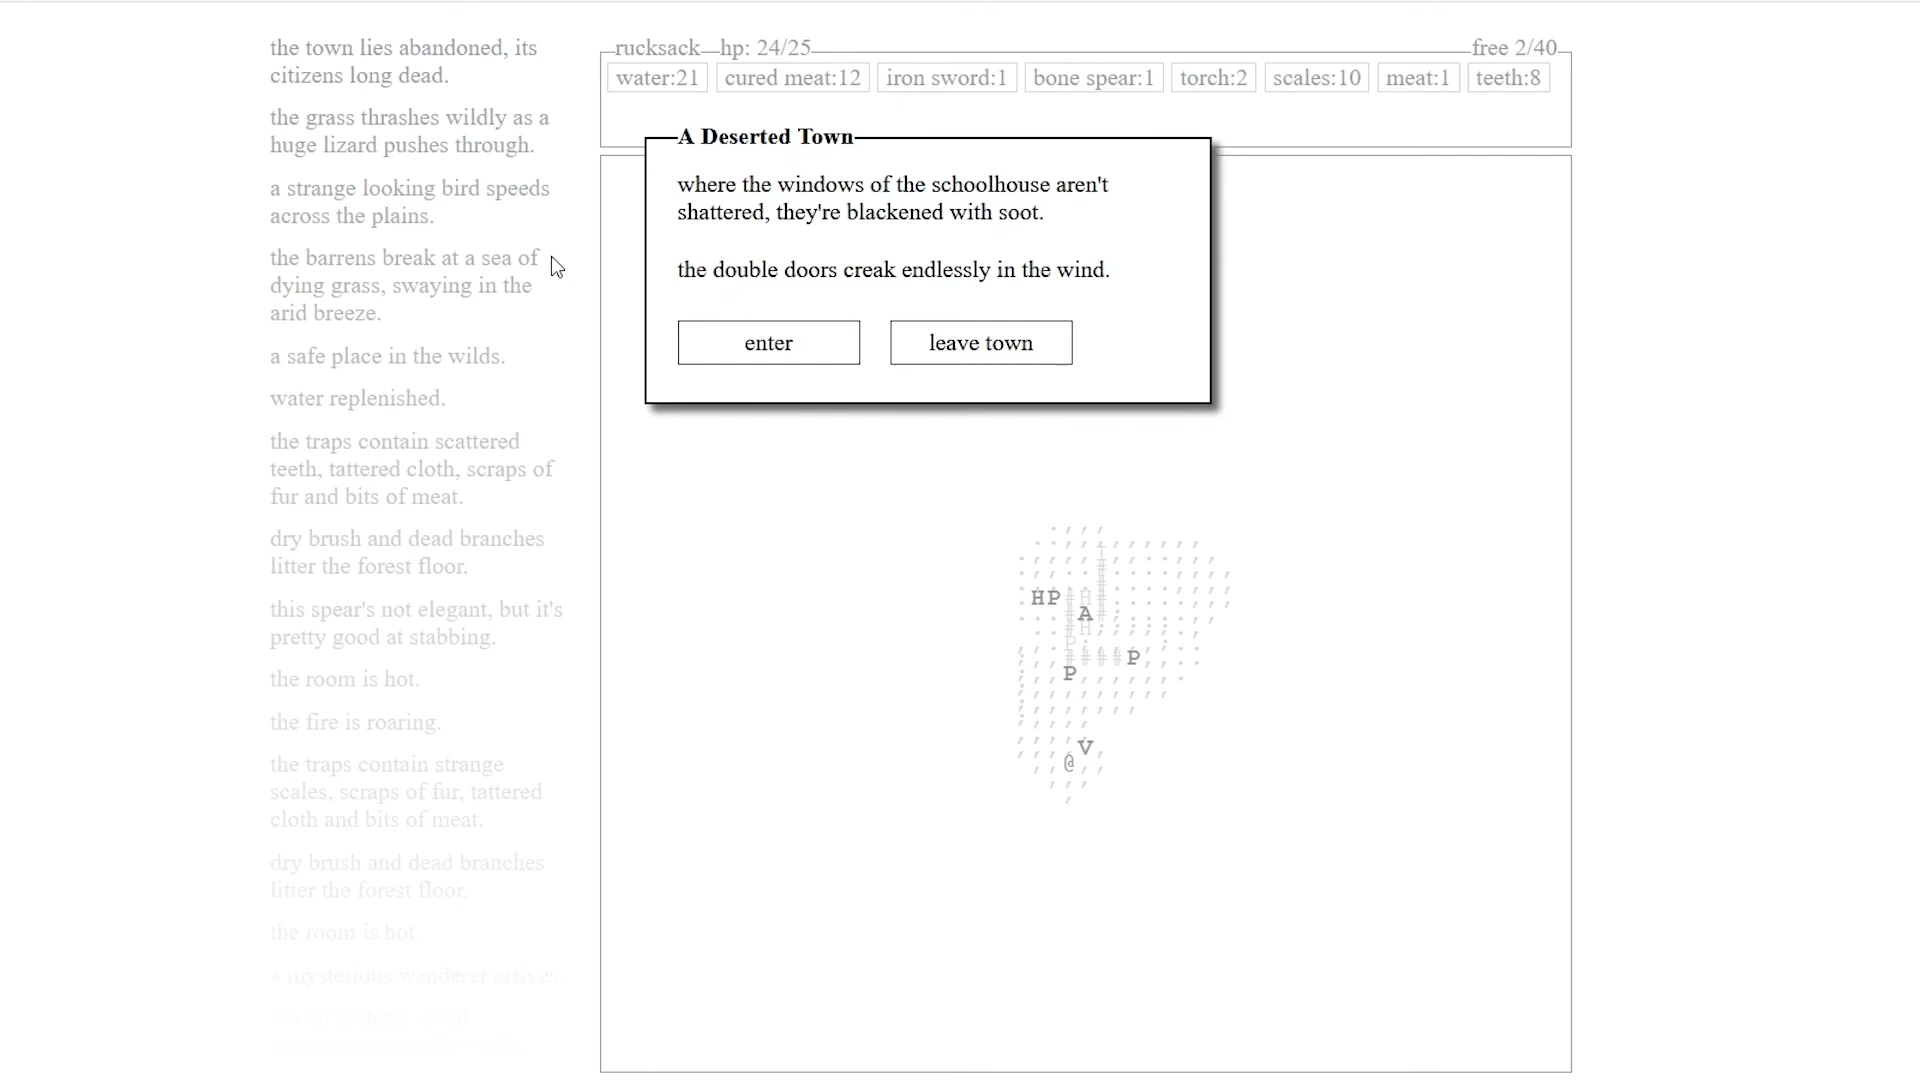 the town lies abandoned, its
citizens long dead.
the grass thrashes wildly as a
huge lizard pushes through.
a strange looking bird speeds
across the plains.
the barrens break at a sea of
dying grass, swaying in the
arid breeze.
a safe place in the wilds.
water replenished.
the traps contain scattered
teeth, tattered cloth, scraps of
fur and bits of meat.
dry brush and dead branches
litter the forest floor.
this spear's not elegant, but it's
pretty good at stabbing.
the room is hot.
the fire is roaring.
the traps contain strange
scales, scraps of fur, tattered
cloth and bits of meat.
dry brush and dead branches
litter the forest floor.
the room is hot.
a mysterious wanderer arrives
rucksack hp: 24/25 free 2/40
water:21 cured meat:12 iron sword:1 bone spear:1 torch:2 scales:10 meat:1 teeth:8
A Deserted Town
where the windows of the schoolhouse aren't
shattered, they're blackened with soot.
the double doors creak endlessly in the wind.
enter leave town
I
H P # H #
# A #
# H
P
# # # # P
P
V
@